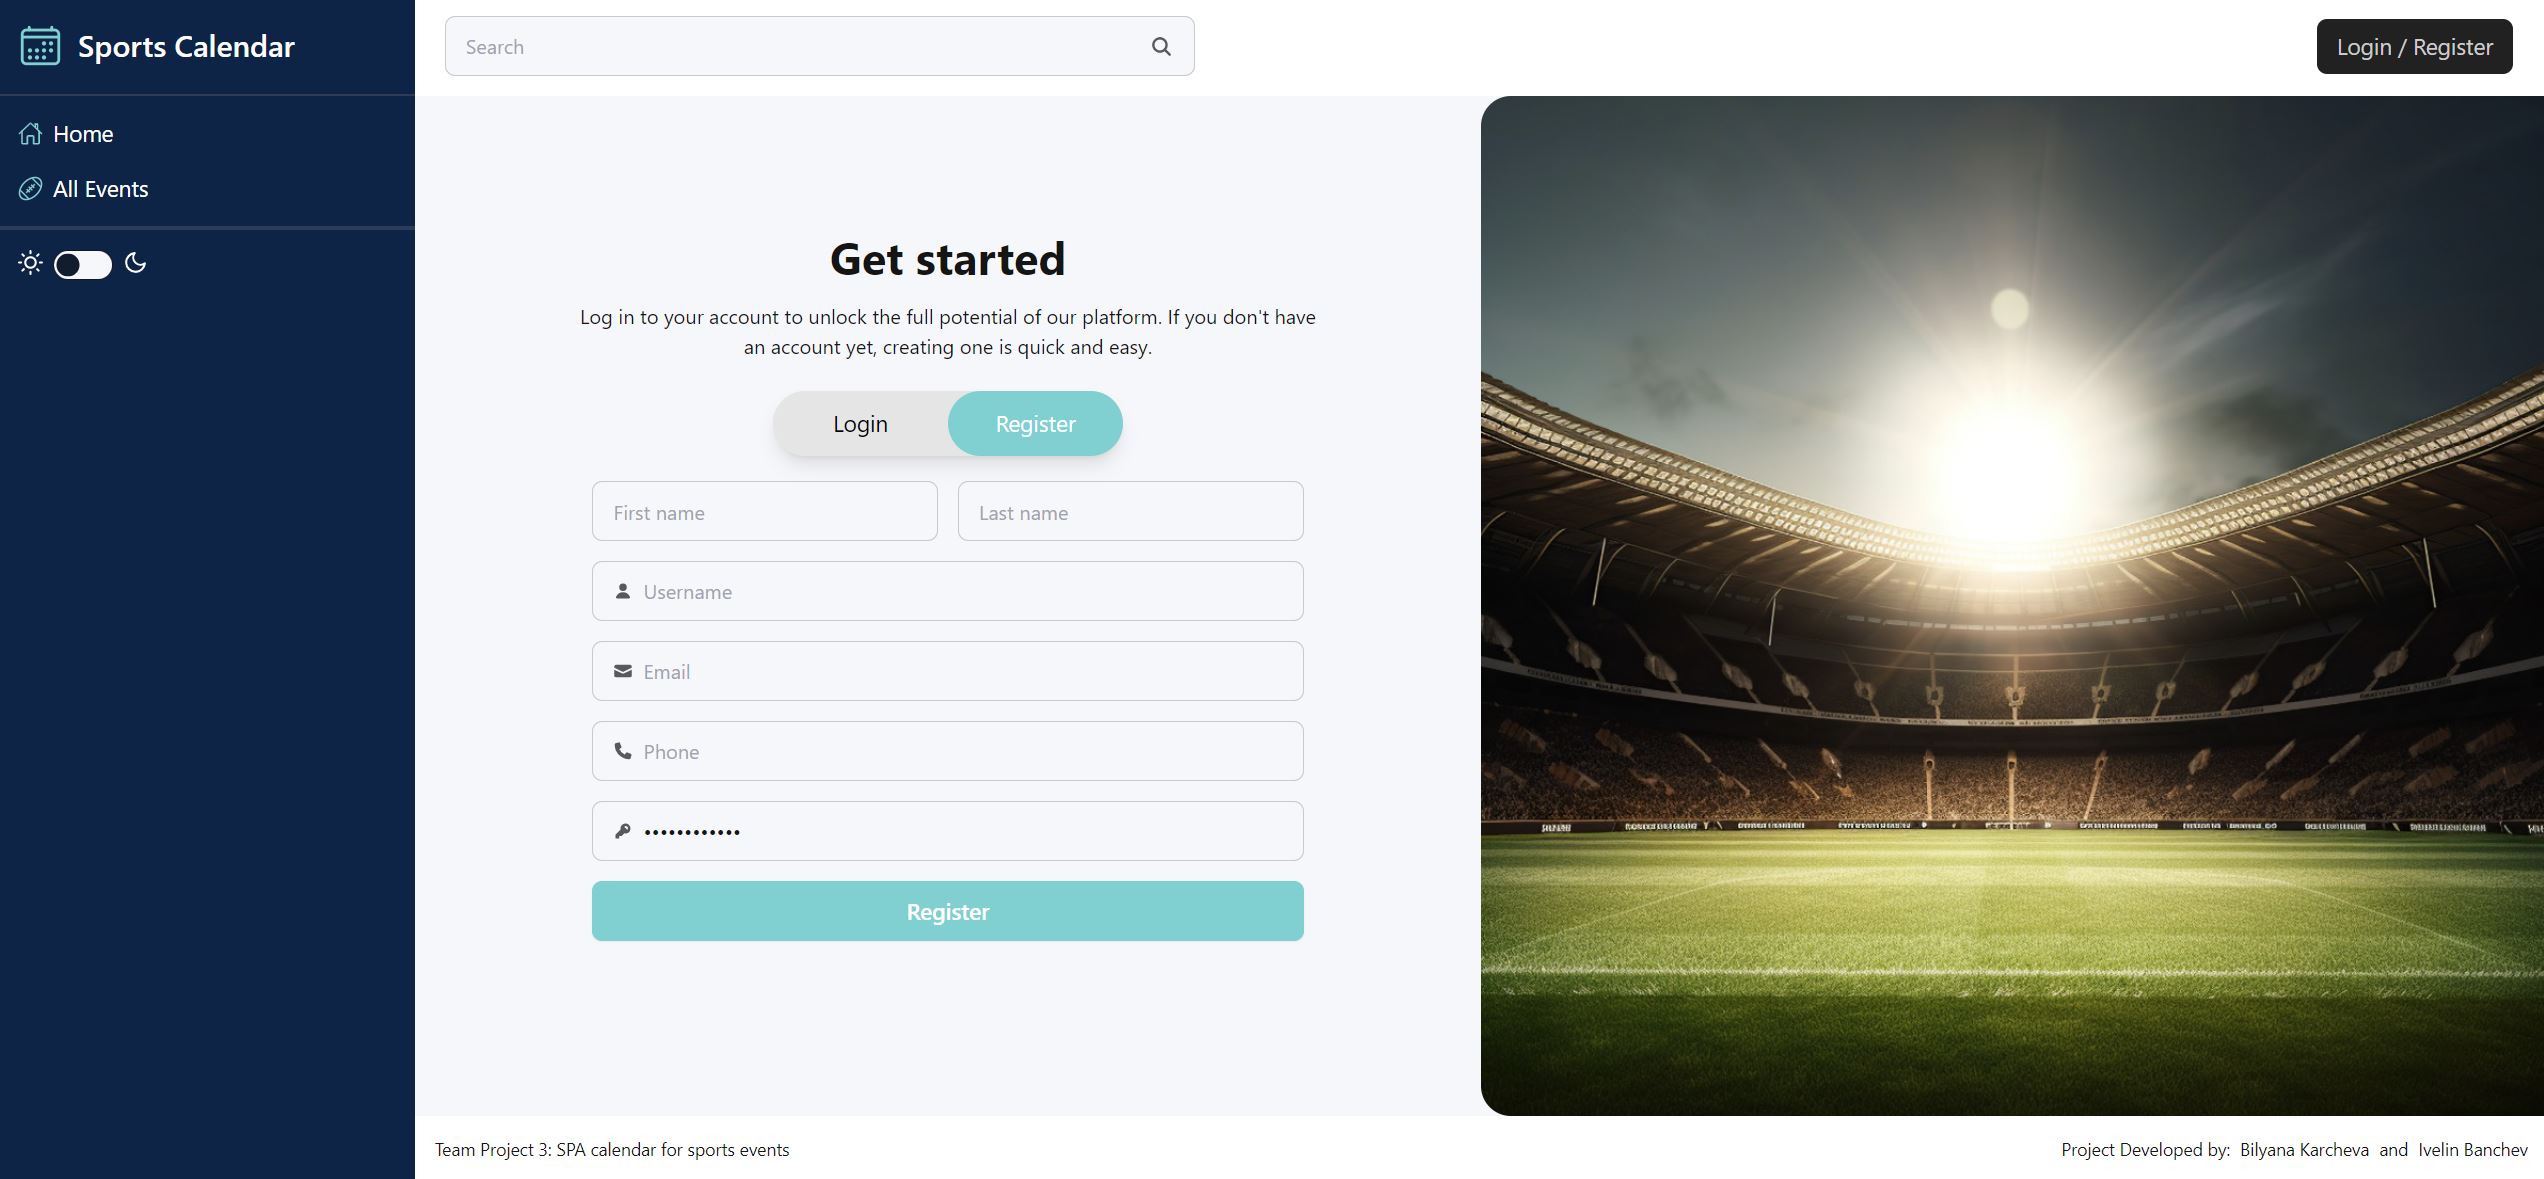 Sports Calendar
Search
Login / Register
Home
All Events
Get started
Log in to your account to unlock the full potential of our platform. If you don't have
an account yet, creating one is quick and easy.
Login
Register
First name
Last name
Username
Email
Phone
••••••••••••
Register
Team Project 3: SPA calendar for sports events
Project Developed by: Bilyana Karcheva and Ivelin Banchev